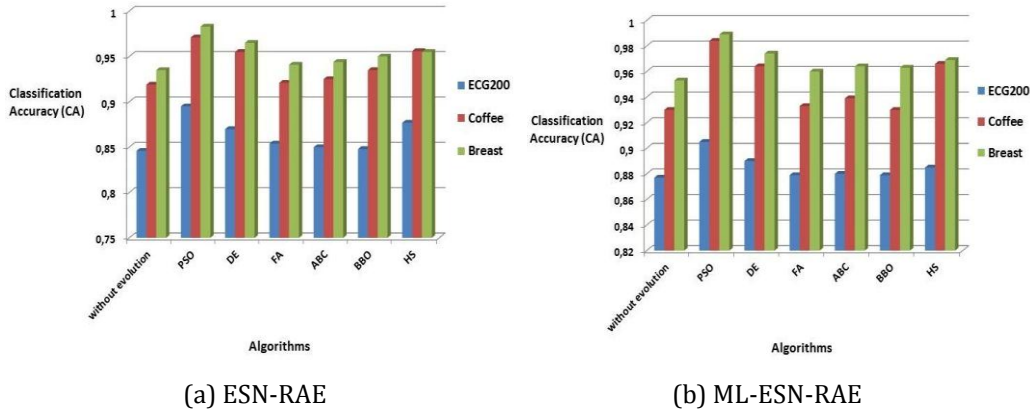 1
0,95
0,9
0,85
0,8
0,75
Classification
Accuracy (CA)
without evolution
PSO
DE
FA
ABC
BBO
HS
Algorithms
ECG200
Coffee
Breast
(a) ESN-RAE
1
0,98
0,96
0,94
0,92
0,9
0,88
0,86
0,84
0,82
Classification
Accuracy (CA)
without evolution
PSO
DE
FA
ABC
BBO
HS
Algorithms
ECG200
Coffee
Breast
(b) ML-ESN-RAE